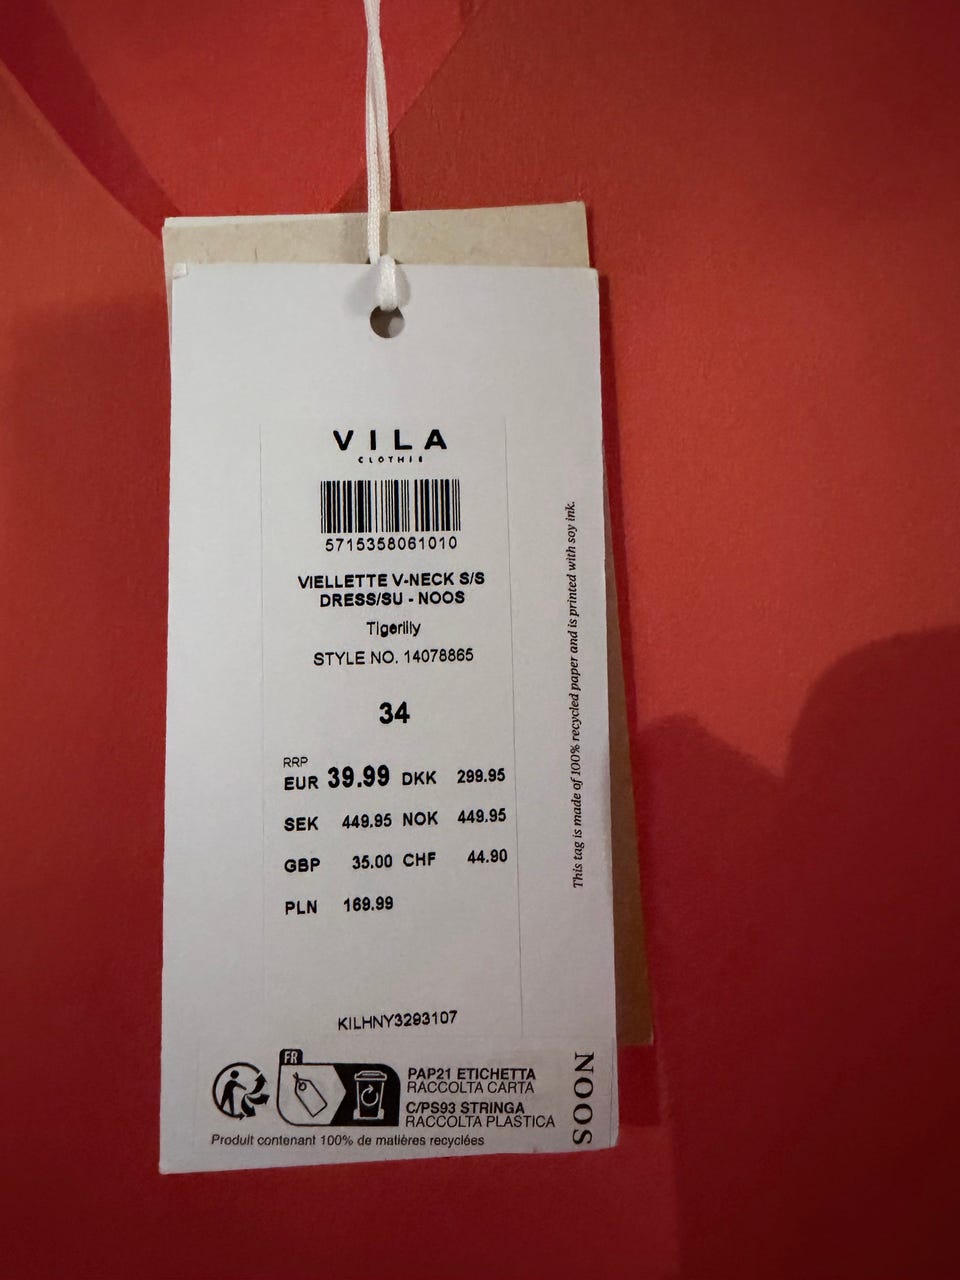 VILA
CLOTHES
5715358061010
VIELLETTE V-NECK S/S
DRESS/SU - NOOS
Tigerlily
STYLE NO. 14078865
34
RRP
EUR 39.99 DKK 299.95
SEK 449.95 NOK 449.95
GBP 35.00 CHF 44.90
PLN 169.99
KILHNY3293107
This tag is made of 100% recycled paper and is printed with soy ink.
FR
PAP21 ETICHETTA
RACCOLTA CARTA
C/PS93 STRINGA
RACCOLTA PLASTICA
Produit contenant 100% de matières recyclées
NOOS